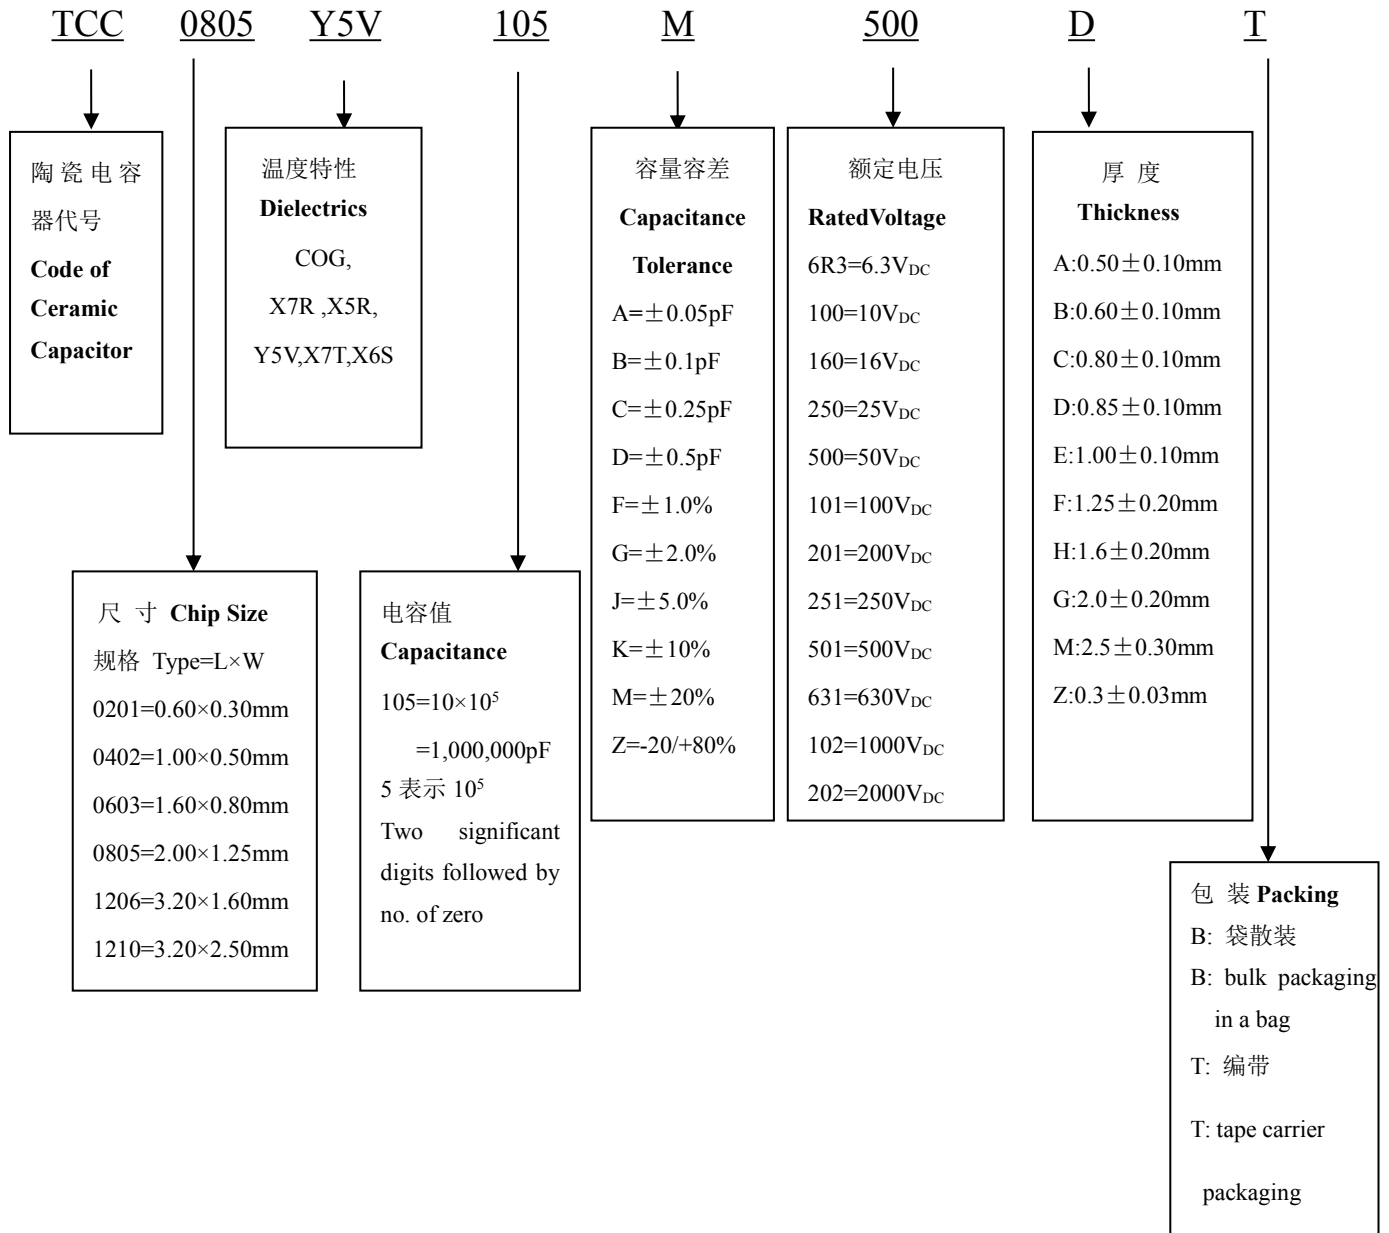 TCC 0805 Y5V 105 M 500 D T
陶瓷电容
器代号
Code of
Ceramic
Capacitor
温度特性
Dielectrics
COG,
X7R ,X5R,
Y5V,X7T,X6S
容量容差
Capacitance
Tolerance
A=±0.05pF
B=±0.1pF
C=±0.25pF
D=±0.5pF
F=±1.0%
G=±2.0%
J=±5.0%
K=±10%
M=±20%
Z=-20/+80%
额定电压
RatedVoltage
6R3=6.3VDC
100=10VDC
160=16VDC
250=25VDC
500=50VDC
101=100VDC
201=200VDC
251=250VDC
501=500VDC
631=630VDC
102=1000VDC
202=2000VDC
厚 度
Thickness
A:0.50±0.10mm
B:0.60±0.10mm
C:0.80±0.10mm
D:0.85±0.10mm
E:1.00±0.10mm
F:1.25±0.20mm
H:1.6±0.20mm
G:2.0±0.20mm
M:2.5±0.30mm
Z:0.3±0.03mm
尺 寸 Chip Size
规格 Type=L×W
0201=0.60×0.30mm
0402=1.00×0.50mm
0603=1.60×0.80mm
0805=2.00×1.25mm
1206=3.20×1.60mm
1210=3.20×2.50mm
电容值
Capacitance
105=10×10⁵
=1,000,000pF
5 表示 10⁵
Two significant
digits followed by
no. of zero
包 装 Packing
B: 袋散装
B: bulk packaging
in a bag
T: 编带
T: tape carrier
packaging